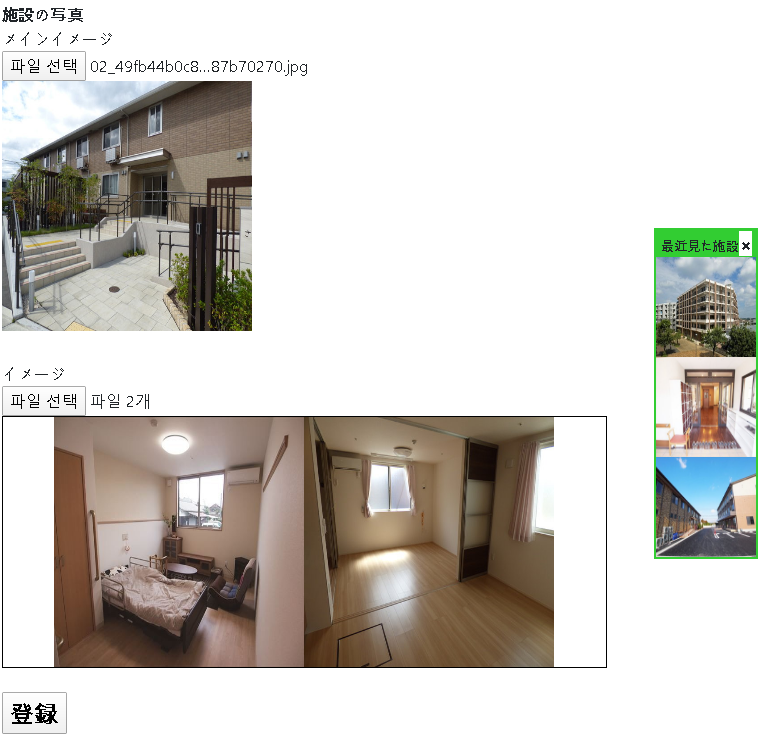 施設の写真
メインイメージ
파일 선택 02_49fb44b0c8...87b70270.jpg
最近見た施設 ×
イメージ
파일 선택 파일 2개
登録